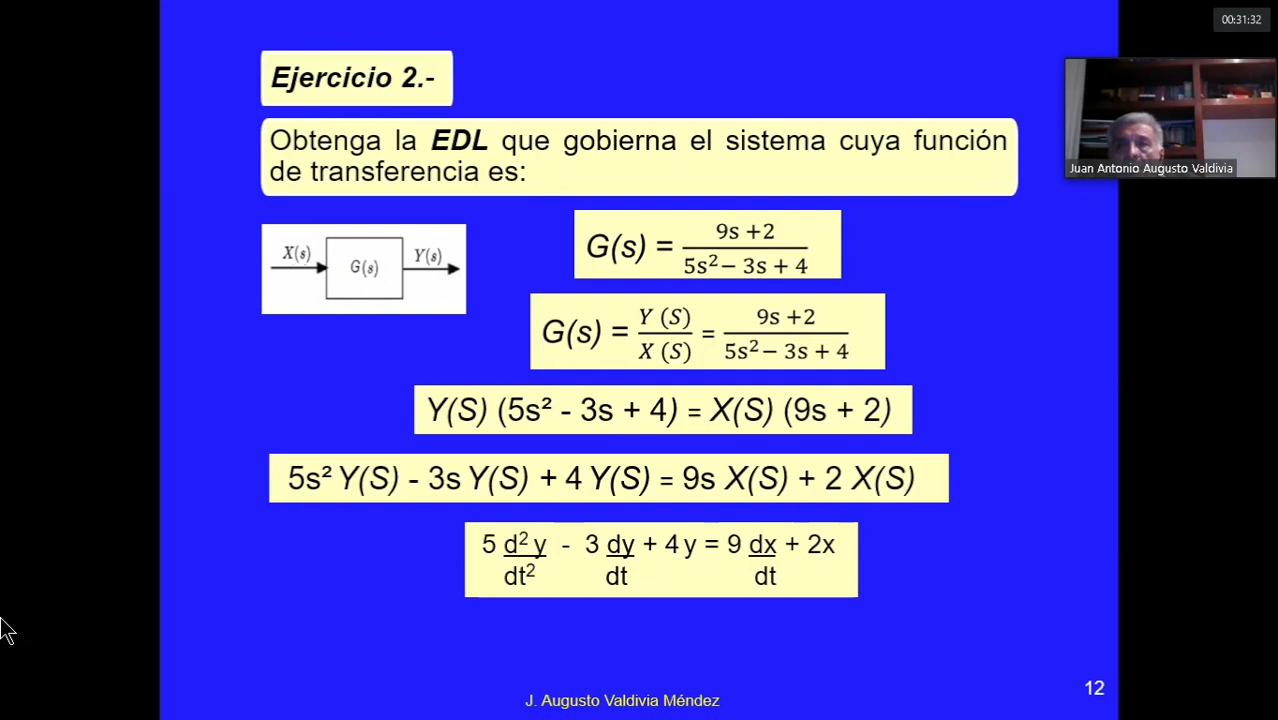 00:31:32
Ejercicio 2.-
Juan Antonio Augusto Valdivia
Obtenga la EDL que gobierna el sistema cuya función
de transferencia es:
X(s) G(s) Y(s)
G(s) = (9s +2)/(5s² − 3s + 4)
G(s) = Y (S)/X (S) = (9s +2)/(5s² − 3s + 4)
Y(S) (5s² - 3s + 4) = X(S) (9s + 2)
5s² Y(S) - 3s Y(S) + 4 Y(S) = 9s X(S) + 2 X(S)
5 d² y - 3 dy + 4 y = 9 dx + 2x
dt² dt dt
J. Augusto Valdivia Méndez
12